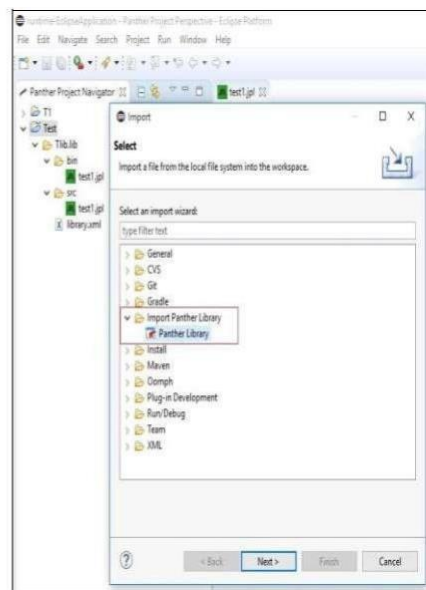 runtime-EclipseApplication - Panther Project Perspective - Eclipse Platform
File Edit Navigate Search Project Run Window Help
Panther Project Navigator
test1.jpl
T1
Test
Tlib.lib
bin
test1.jpl
src
test1.jpl
library.xml
Import
Select
Import a file from the local file system into the workspace.
Select an import wizard:
type filter text
General
CVS
Git
Gradle
Import Panther Library
Panther Library
Install
Maven
Oomph
Plug-in Development
Run/Debug
Team
XML
< Back Next > Finish Cancel